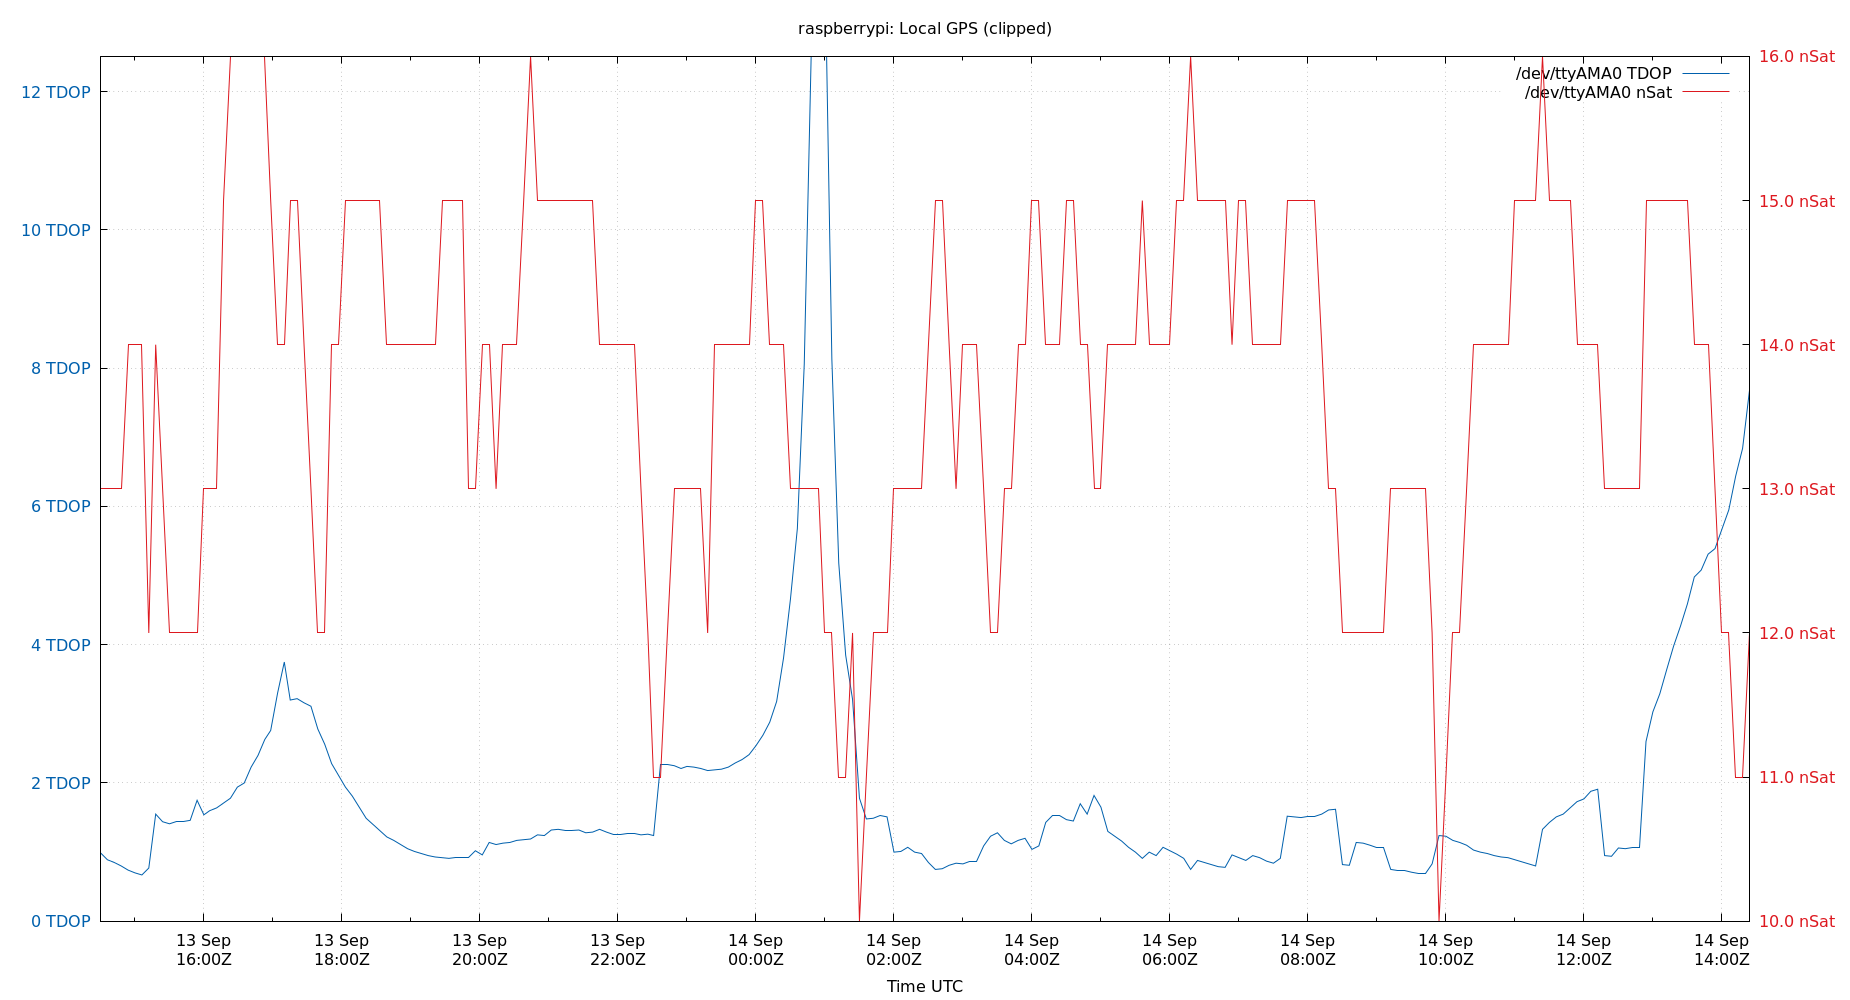 raspberrypi: Local GPS (clipped)
/dev/ttyAMA0 TDOP
/dev/ttyAMA0 nSat
12 TDOP
10 TDOP
8 TDOP
6 TDOP
4 TDOP
2 TDOP
0 TDOP
16.0 nSat
15.0 nSat
14.0 nSat
13.0 nSat
12.0 nSat
11.0 nSat
10.0 nSat
13 Sep
16:00Z
13 Sep
18:00Z
13 Sep
20:00Z
13 Sep
22:00Z
14 Sep
00:00Z
14 Sep
02:00Z
14 Sep
04:00Z
14 Sep
06:00Z
14 Sep
08:00Z
14 Sep
10:00Z
14 Sep
12:00Z
14 Sep
14:00Z
Time UTC